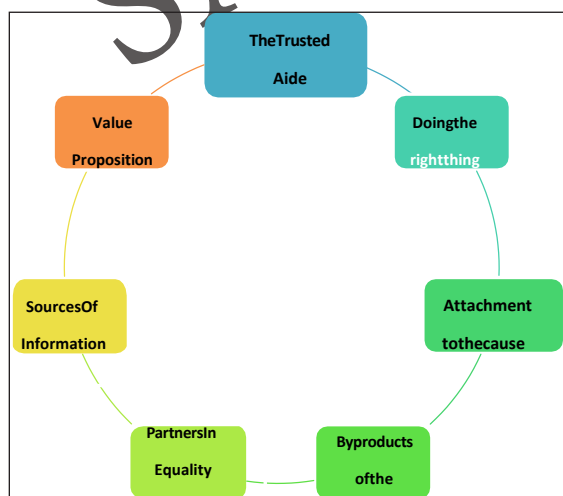 TheTrusted
Aide
Doingthe
rightthing
Attachment
tothecause
Byproducts
ofthe
PartnersIn
Equality
SourcesOf
Information
Value
Proposition